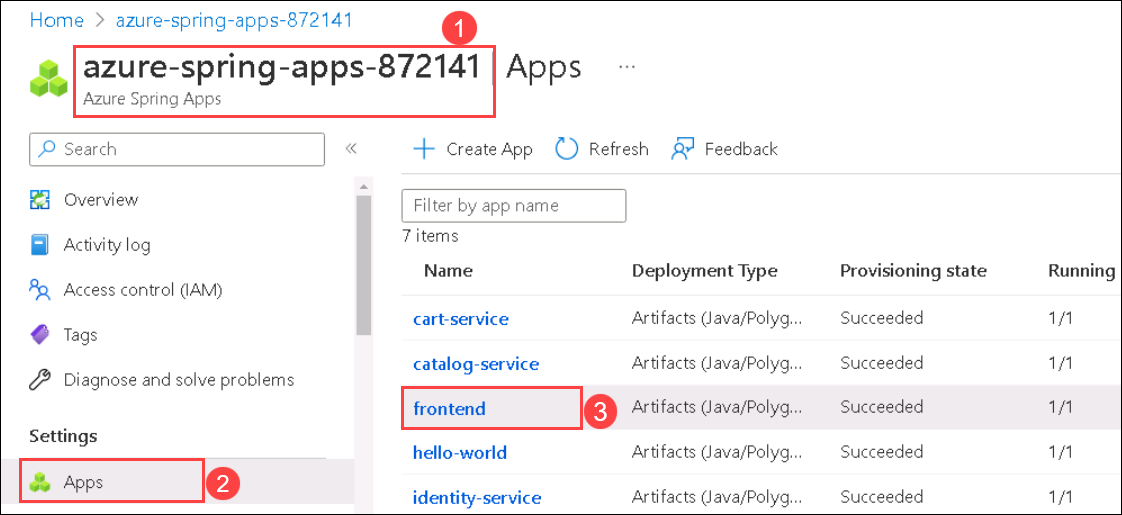 Home > azure-spring-apps-872141
1
azure-spring-apps-872141 | Apps ...
Azure Spring Apps
Search «
Create App Refresh Feedback
Overview
Activity log
Access control (IAM)
Tags
Diagnose and solve problems
Settings
Apps 2
Filter by app name
7 items
Name Deployment Type Provisioning state Running
cart-service Artifacts (Java/Polyg... Succeeded 1/1
catalog-service Artifacts (Java/Polyg... Succeeded 1/1
frontend 3 Artifacts (Java/Polyg... Succeeded 1/1
hello-world Artifacts (Java/Polyg... Succeeded 1/1
identity-service Artifacts (Java/Polyg... Succeeded 1/1